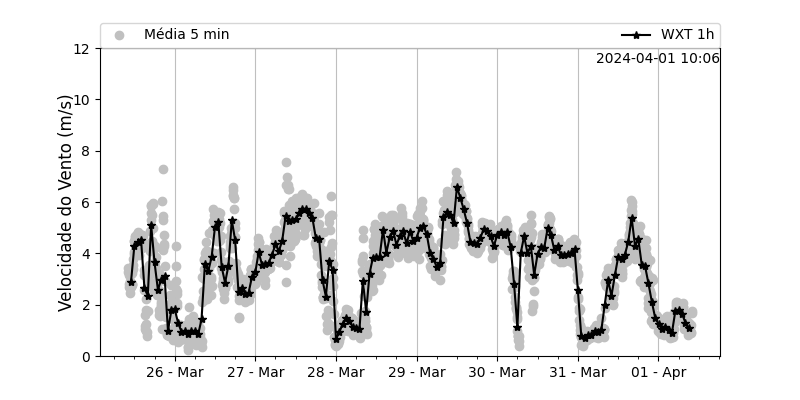 Média 5 min
WXT 1h
2024-04-01 10:06
Velocidade do Vento (m/s)
12
10
8
6
4
2
0
26 - Mar
27 - Mar
28 - Mar
29 - Mar
30 - Mar
31 - Mar
01 - Apr